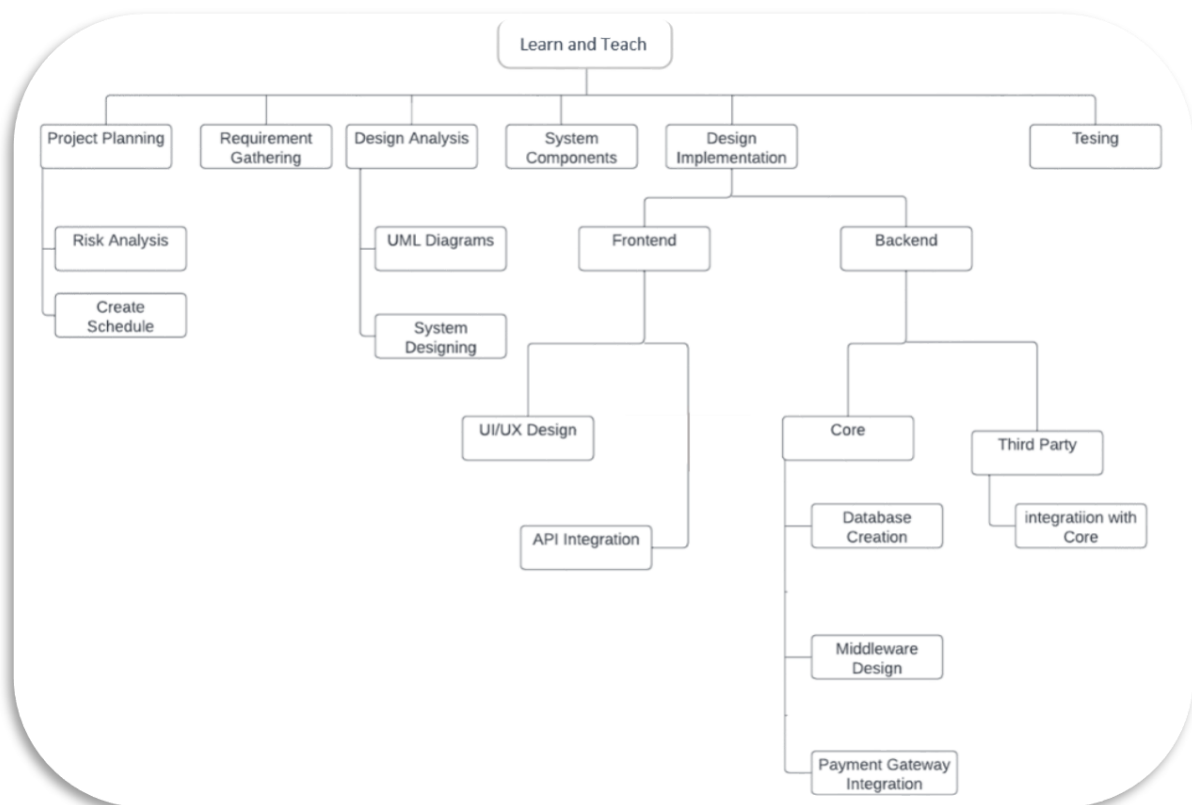 Learn and Teach
Project Planning
Requirement
Gathering
Design Analysis
System
Components
Design
Implementation
Tesing
Risk Analysis
UML Diagrams
Frontend
Backend
Create
Schedule
System
Designing
UI/UX Design
Core
Third Party
API Integration
Database
Creation
integratiion with
Core
Middleware
Design
Payment Gateway
Integration